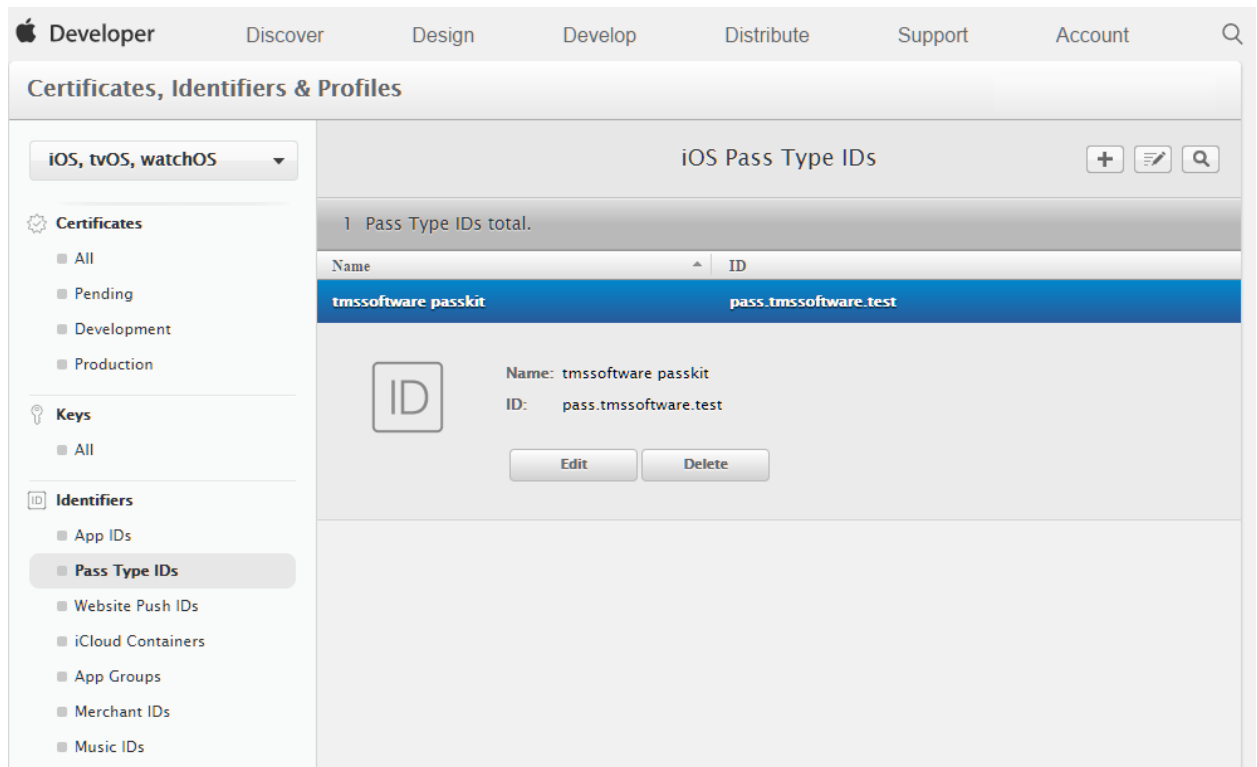 Developer Discover Design Develop Distribute Support Account
Certificates, Identifiers & Profiles
iOS, tvOS, watchOS
Certificates
All
Pending
Development
Production
Keys
All
ID Identifiers
App IDs
Pass Type IDs
Website Push IDs
iCloud Containers
App Groups
Merchant IDs
Music IDs
iOS Pass Type IDs
1 Pass Type IDs total.
Name ID
tmssoftware passkit pass.tmssoftware.test
ID
Name: tmssoftware passkit
ID: pass.tmssoftware.test
Edit Delete